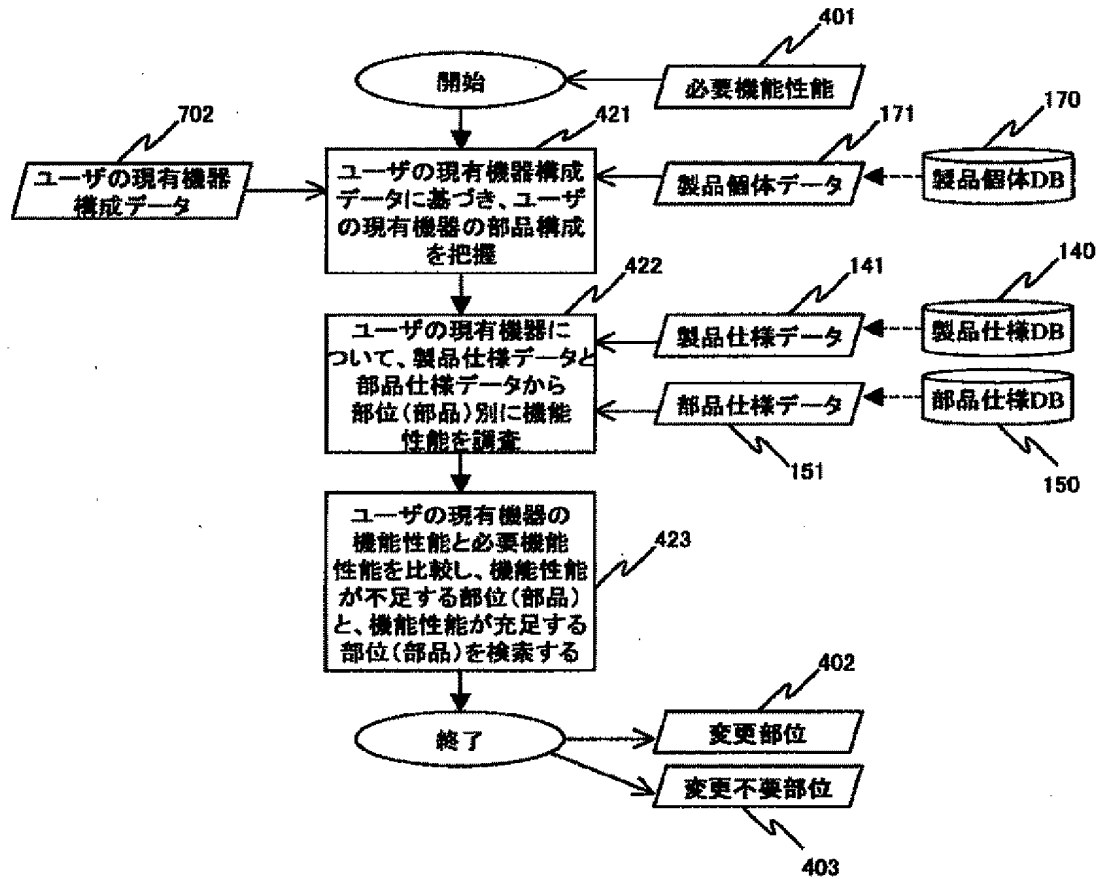 401
開始
必要機能性能
702
421
171
170
ユーザの現有機器
構成データ
ユーザの現有機器構成
データに基づき、ユーザ
の現有機器の部品構成
を把握
製品個体データ
製品個体DB
422
141
140
ユーザの現有機器に
ついて、製品仕様データと
部品仕様データから
部位(部品)別に機能
性能を調査
製品仕様データ
製品仕様DB
部品仕様データ
部品仕様DB
151
150
ユーザの現有機器の
機能性能と必要機能
性能を比較し、機能性能
が不足する部位(部品)
と、機能性能が充足する
部位(部品)を検索する
423
402
終了
変更部位
変更不要部位
403